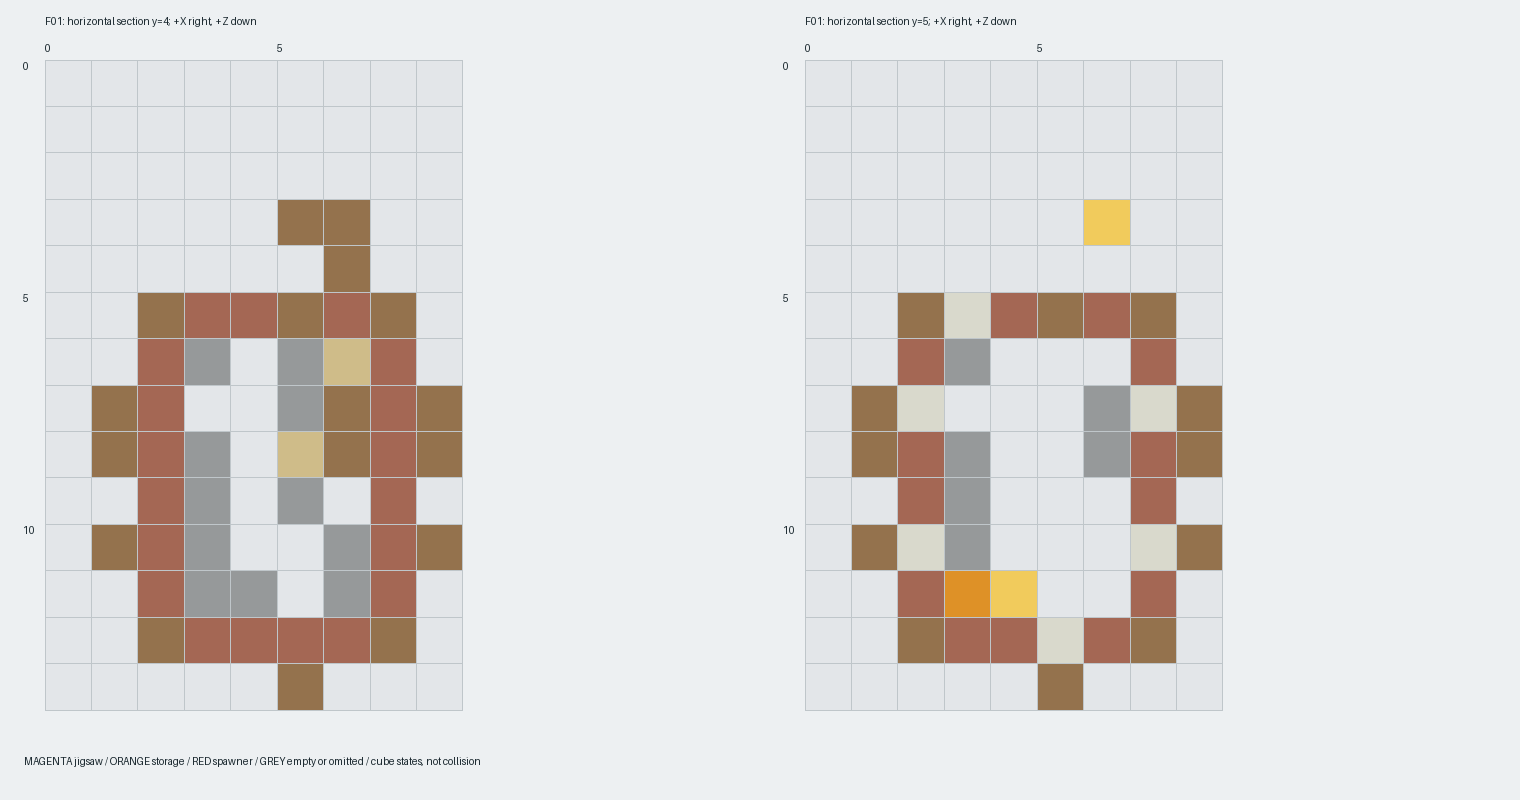 F01: horizontal section y=4; +X right, +Z down
F01: horizontal section y=5; +X right, +Z down
0 5
0 5
0
0
5
5
10
10
MAGENTA jigsaw / ORANGE storage / RED spawner / GREY empty or omitted / cube states, not collision